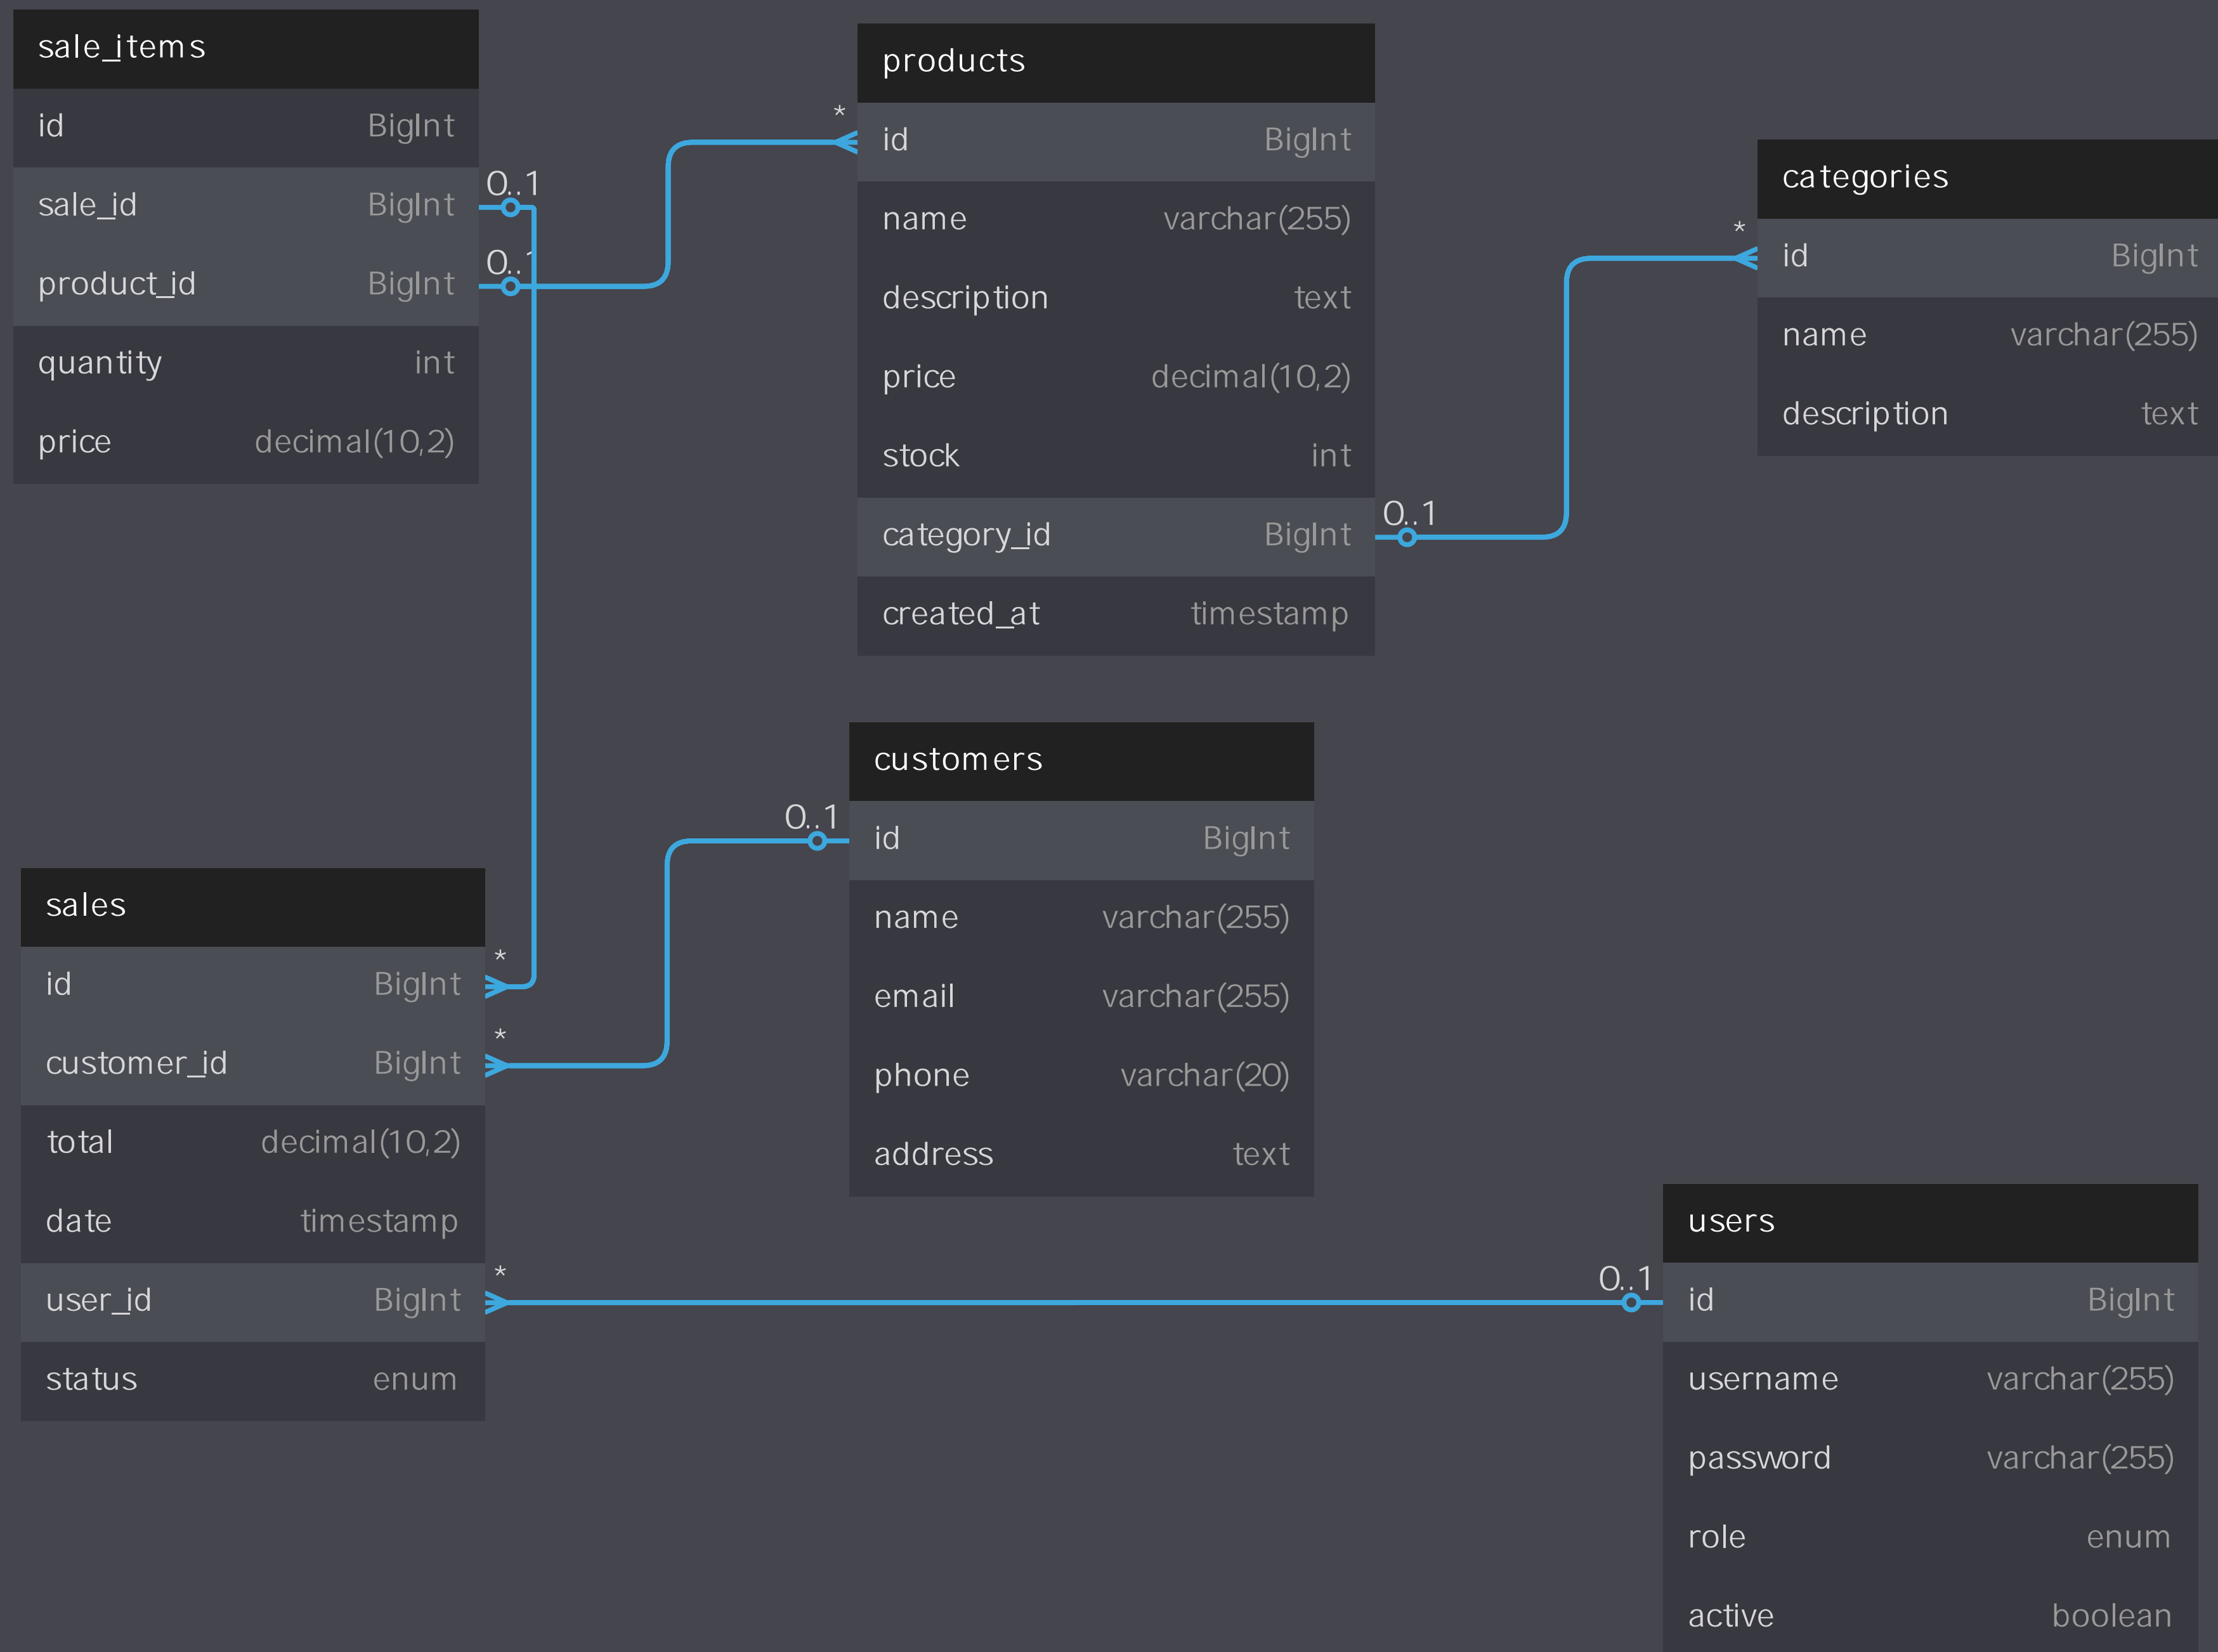 sale_items
id BigInt
sale_id BigInt
product_id BigInt
quantity int
price decimal(10,2)
0..1
0..1
*
products
id BigInt
name varchar(255)
description text
price decimal(10,2)
stock int
category_id BigInt
created_at timestamp
0..1
*
categories
id BigInt
name varchar(255)
description text
customers
0..1
id BigInt
name varchar(255)
email varchar(255)
phone varchar(20)
address text
sales
id BigInt *
customer_id BigInt *
total decimal(10,2)
date timestamp
user_id BigInt *
status enum
users
0..1
id BigInt
username varchar(255)
password varchar(255)
role enum
active boolean